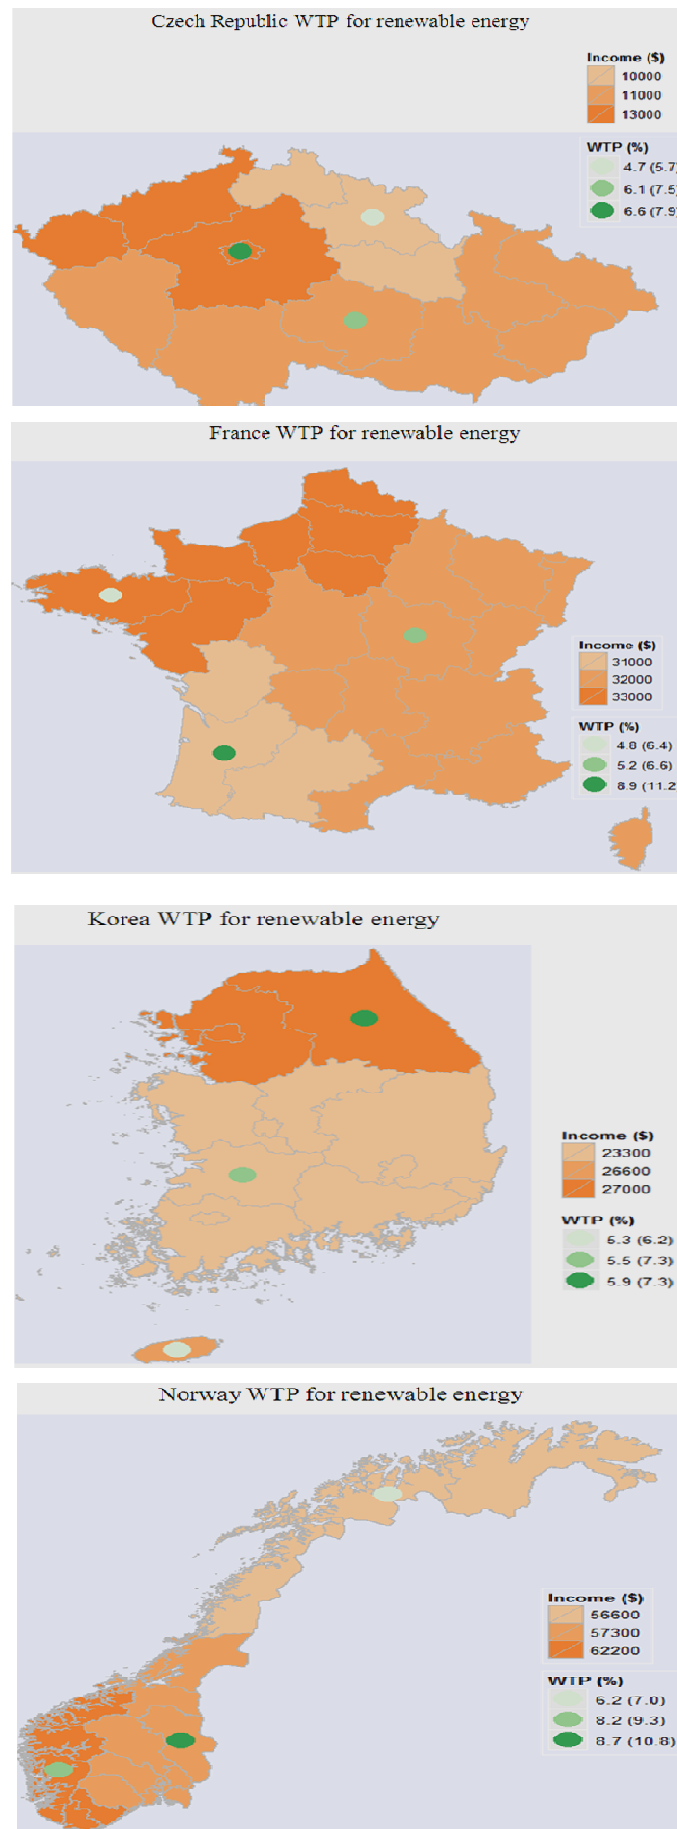 Czech Republic WTP for renewable energy
Income ($)
10000
11000
13000
WTP (%)
4.7 (5.7)
6.1 (7.5)
6.6 (7.9)
France WTP for renewable energy
Income ($)
31000
32000
33000
WTP (%)
4.8 (6.4)
5.2 (6.6)
8.9 (11.2
Korea WTP for renewable energy
Income ($)
23300
26600
27000
WTP (%)
5.3 (6.2)
5.5 (7.3)
5.9 (7.3)
Norway WTP for renewable energy
Income ($)
56600
57300
62200
WTP (%)
6.2 (7.0)
8.2 (9.3)
8.7 (10.8)